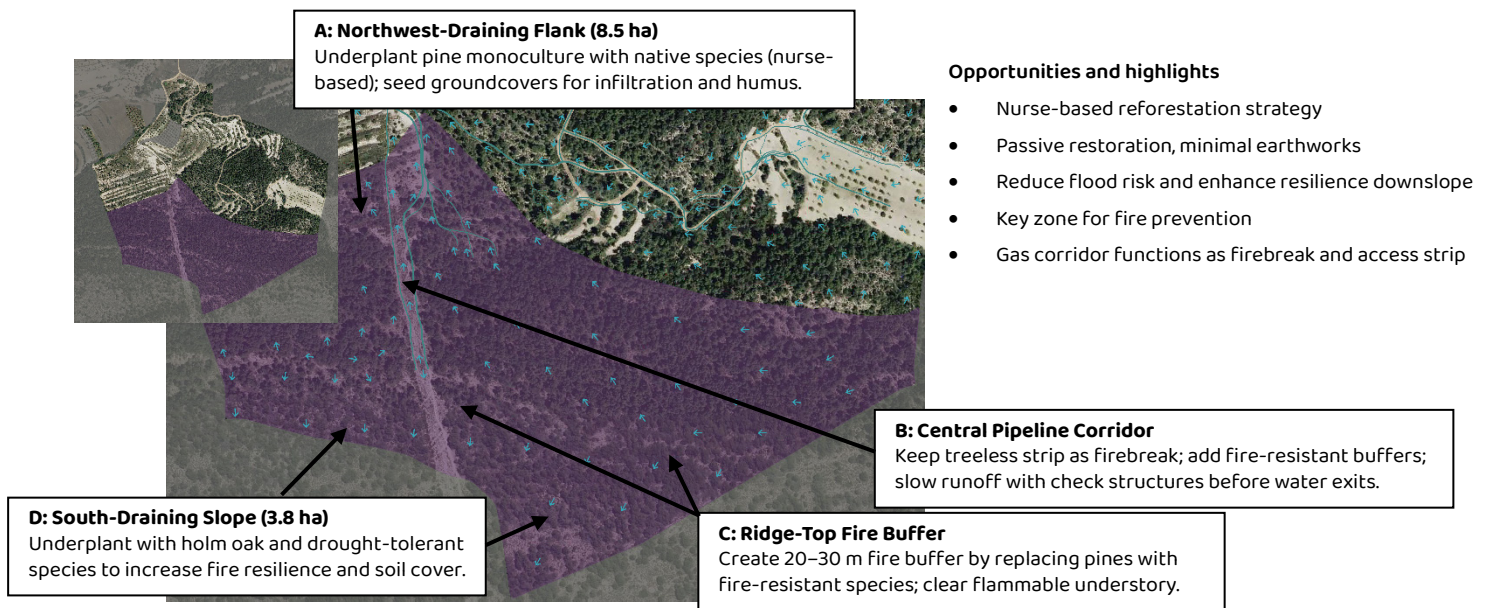 A: Northwest-Draining Flank (8.5 ha)
Underplant pine monoculture with native species (nurse-
based); seed groundcovers for infiltration and humus.
Opportunities and highlights
• Nurse-based reforestation strategy
• Passive restoration, minimal earthworks
• Reduce flood risk and enhance resilience downslope
• Key zone for fire prevention
• Gas corridor functions as firebreak and access strip
B: Central Pipeline Corridor
Keep treeless strip as firebreak; add fire-resistant buffers;
slow runoff with check structures before water exits.
D: South-Draining Slope (3.8 ha)
Underplant with holm oak and drought-tolerant
species to increase fire resilience and soil cover.
C: Ridge-Top Fire Buffer
Create 20–30 m fire buffer by replacing pines with
fire-resistant species; clear flammable understory.